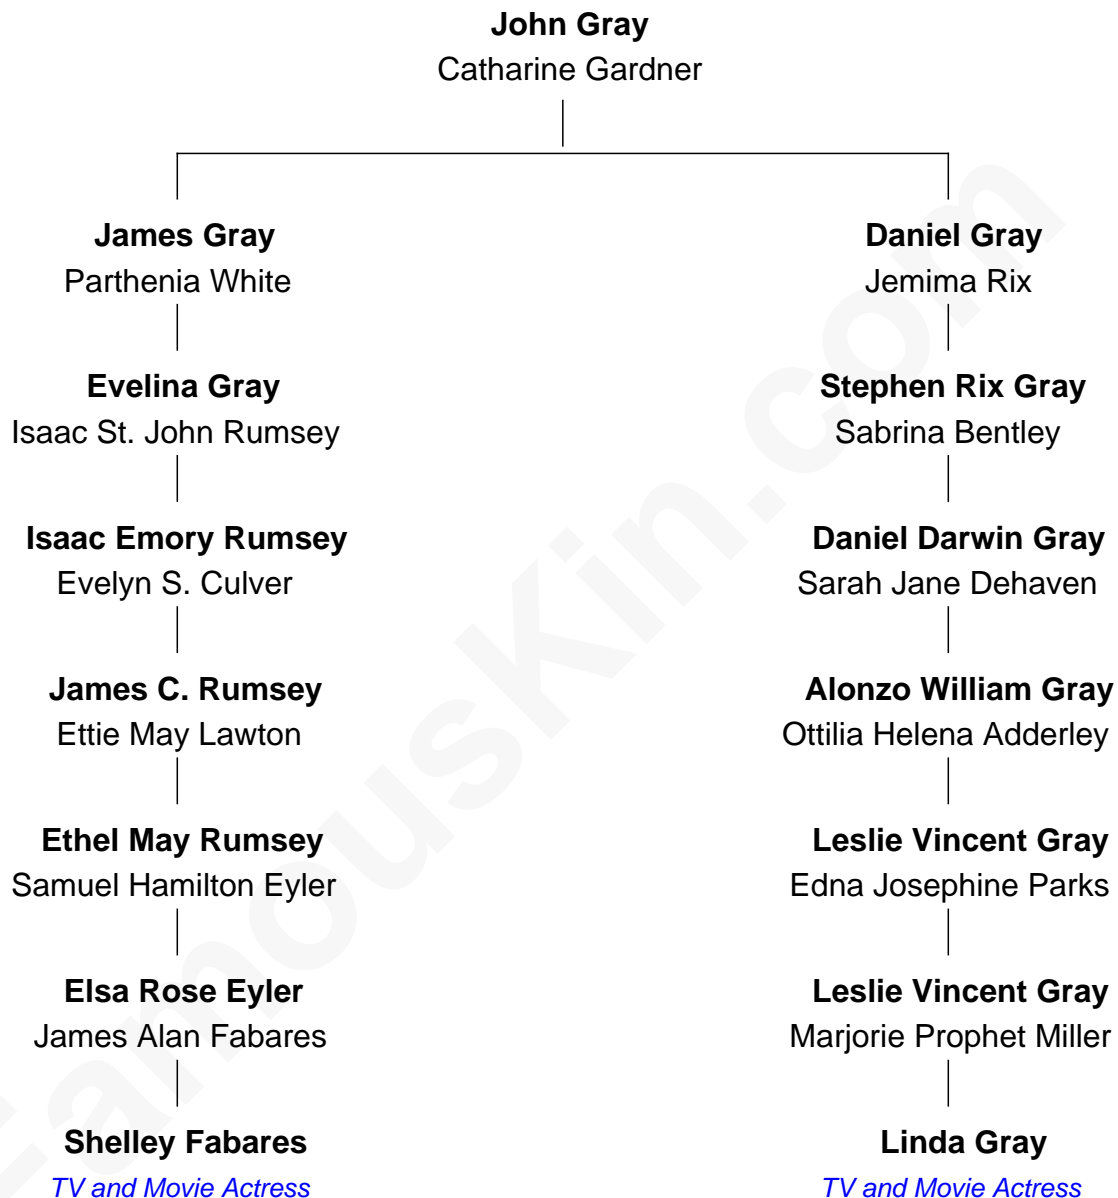 John Gray
Catharine Gardner
James Gray
Parthenia White
Daniel Gray
Jemima Rix
Evelina Gray
Isaac St. John Rumsey
Stephen Rix Gray
Sabrina Bentley
Isaac Emory Rumsey
Evelyn S. Culver
Daniel Darwin Gray
Sarah Jane Dehaven
James C. Rumsey
Ettie May Lawton
Alonzo William Gray
Ottilia Helena Adderley
Ethel May Rumsey
Samuel Hamilton Eyler
Leslie Vincent Gray
Edna Josephine Parks
Elsa Rose Eyler
James Alan Fabares
Leslie Vincent Gray
Marjorie Prophet Miller
Shelley Fabares
TV and Movie Actress
Linda Gray
TV and Movie Actress
FamousKin.com